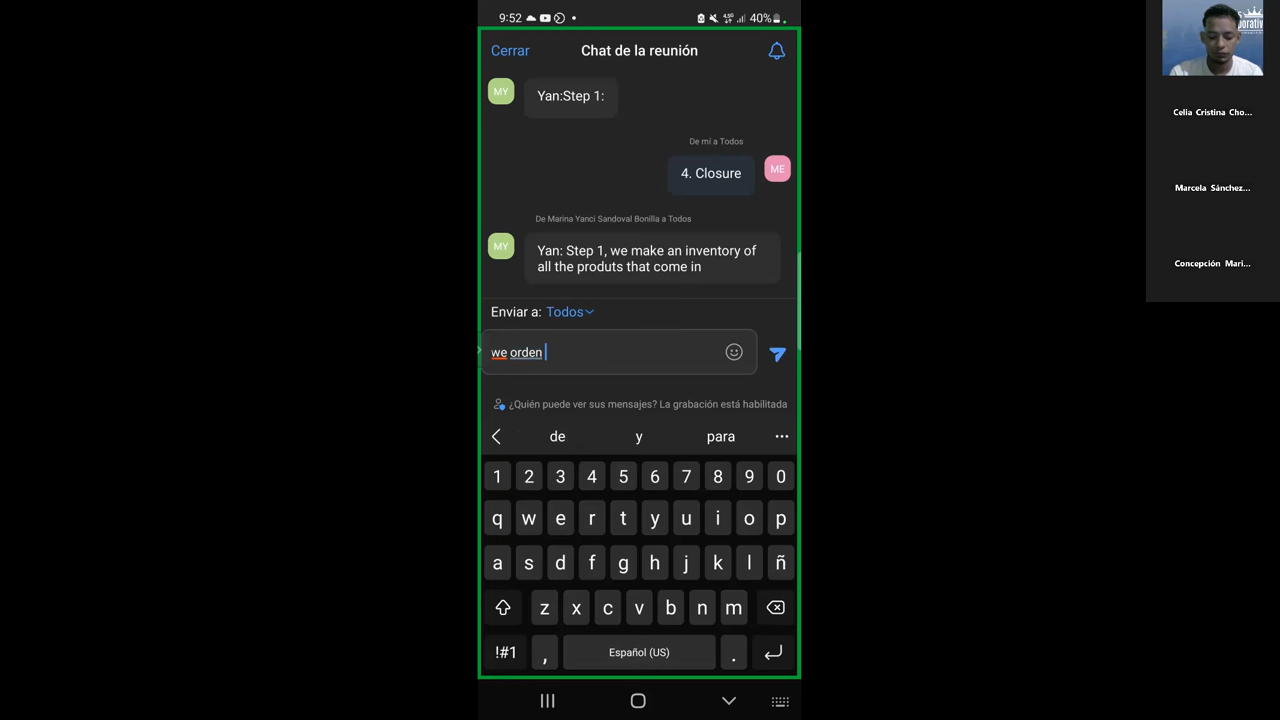 9:52
40%
Cerrar
Chat de la reunión
MY
Yan:Step 1:
De mí a Todos
4. Closure
ME
De Marina Yanci Sandoval Bonilla a Todos
MY
Yan: Step 1, we make an inventory of
all the produts that come in
Enviar a: Todos
we orden
¿Quién puede ver sus mensajes? La grabación está habilitada
de y para
1 2 3 4 5 6 7 8 9 0
q w e r t y u i o p
a s d f g h j k l ñ
z x c v b n m
!#1 , Español (US) .
Celia Cristina Cho...
Marcela Sánchez...
Concepción Mari...